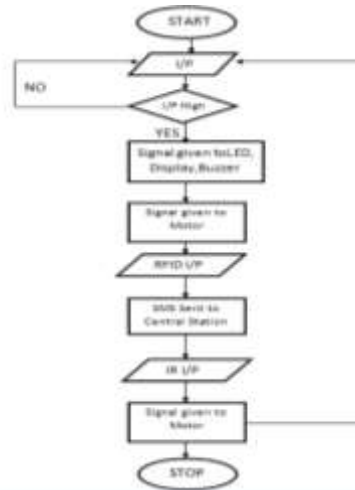 START
I/P
NO
I/P High
YES
Signal given to LED,
Display, Buzzer
Signal given to
Motor
RFID I/P
SMS Sent to
Central Station
IR I/P
Signal given to
Motor
STOP